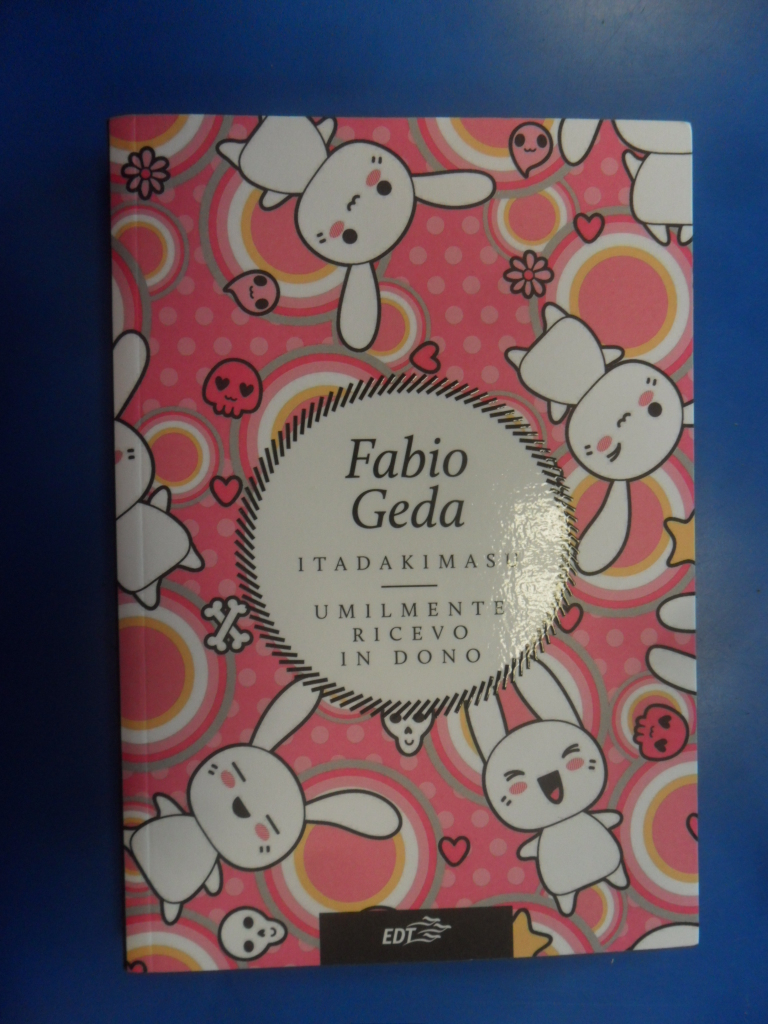 Fabio
Geda
ITADAKIMASU
UMILMENTE
RICEVO
IN DONO
EDT